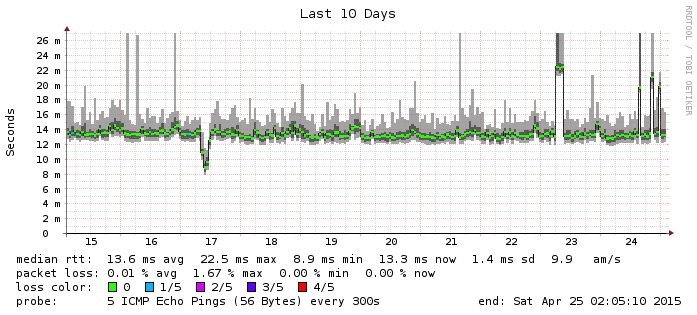 Last 10 Days
RRDTOOL / TOBI OETIKER
Seconds
26 m
24 m
22 m
20 m
18 m
16 m
14 m
12 m
10 m
8 m
6 m
4 m
2 m
0
15 16 17 18 19 20 21 22 23 24
median rtt: 13.6 ms avg 22.5 ms max 8.9 ms min 13.3 ms now 1.4 ms sd 9.9 am/s
packet loss: 0.01 % avg 1.67 % max 0.00 % min 0.00 % now
loss color: 0 1/5 2/5 3/5 4/5
probe: 5 ICMP Echo Pings (56 Bytes) every 300s end: Sat Apr 25 02:05:10 2015